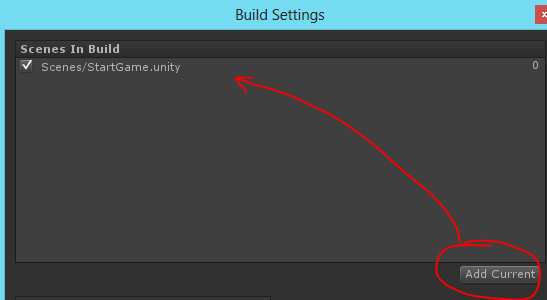 Build Settings
x
Scenes In Build
Scenes/StartGame.unity 0
Add Current